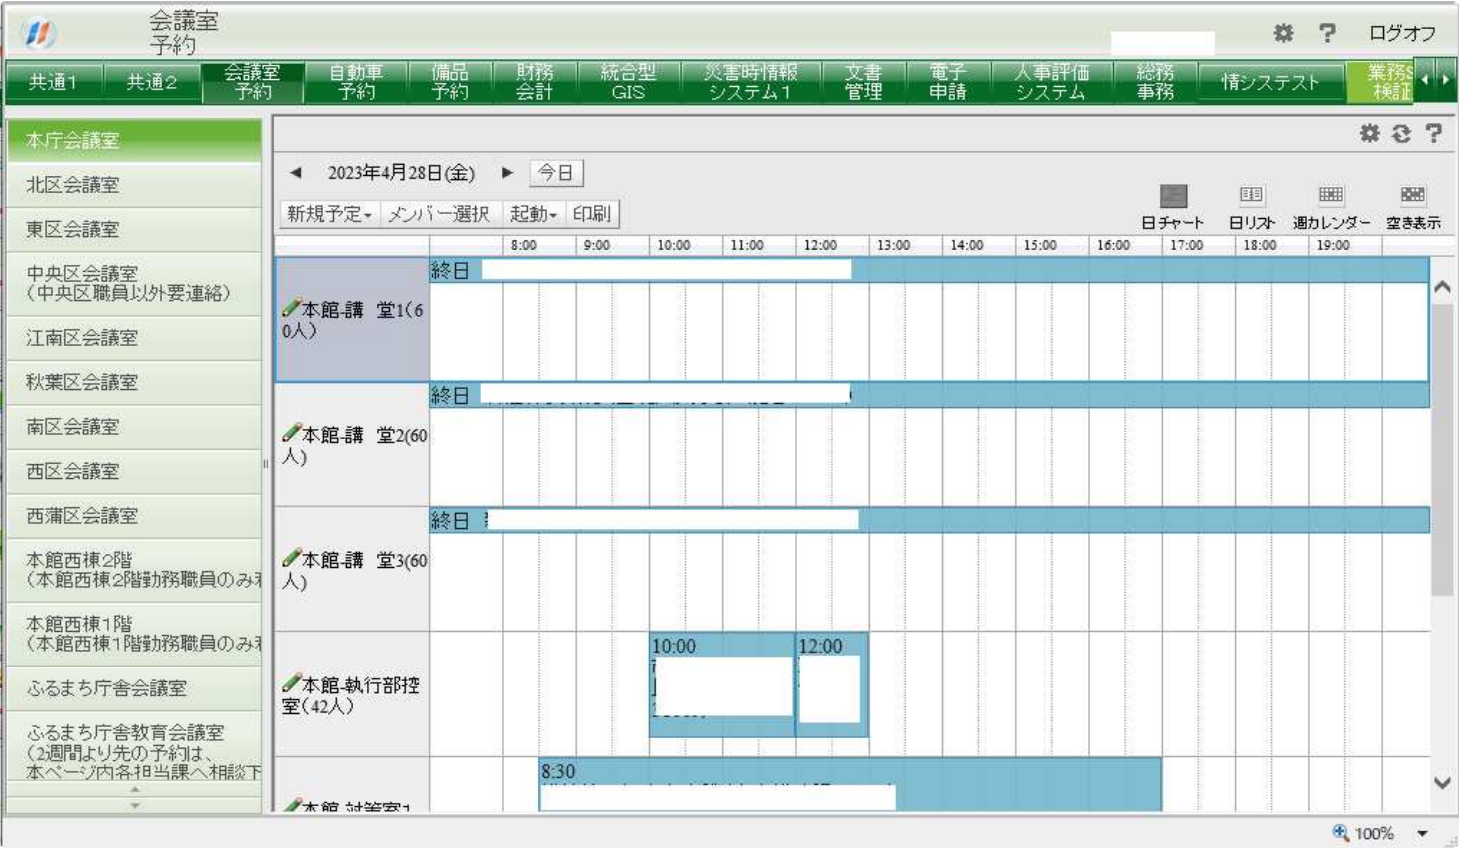 会議室
予約
? ログオフ
共通1 共通2 会議室 予約 自動車 予約 備品 予約 財務 会計 統合型 GIS 災害時情報 システム1 文書 管理 電子 申請 人事評価 システム 総務 事務 情システスト 業務S 検証
本庁会議室
北区会議室
東区会議室
中央区会議室
(中央区職員以外要連絡)
江南区会議室
秋葉区会議室
南区会議室
西区会議室
西蒲区会議室
本館西棟2階
(本館西棟2階勤務職員のみ利
本館西棟1階
(本館西棟1階勤務職員のみ利
ふるまち庁舎会議室
ふるまち庁舎教育会議室
(2週間より先の予約は、
本ページ内各担当課へ相談下
?
◀ 2023年4月28日(金) ▶ 今日
新規予定▾ メンバー選択 起動▾ 印刷
日チャート 日リスト 週カレンダー 空き表示
8:00 9:00 10:00 11:00 12:00 13:00 14:00 15:00 16:00 17:00 18:00 19:00
終日
本館-講 堂1(6
0人)
終日
本館-講 堂2(60
人)
終日
本館-講 堂3(60
人)
10:00 12:00
本館-執行部控
室(42人)
8:30
本館-対策室1
100%